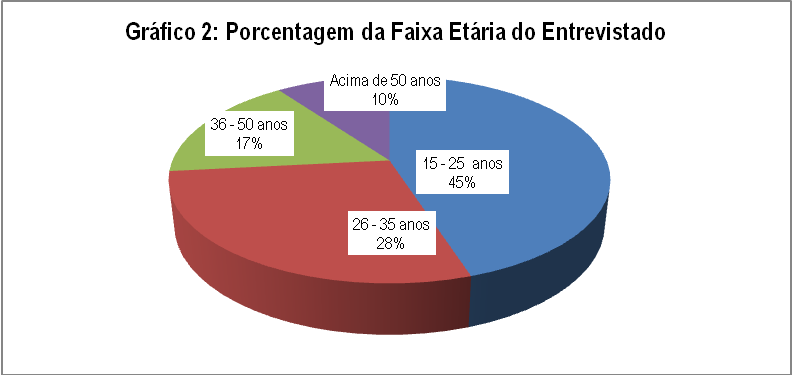 Gráfico 2: Porcentagem da Faixa Etária do Entrevistado
Acima de 50 anos
10%
36 - 50 anos
17%
15 - 25 anos
45%
26 - 35 anos
28%